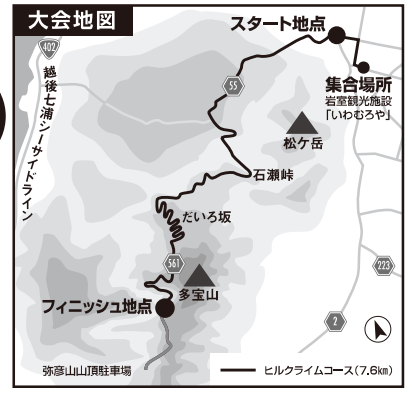 大会地図
スタート地点
402
越後七浦シーサイドライン
55
集合場所
岩室観光施設
「いわむろや」
松ケ岳
石瀬峠
だいろ坂
561
多宝山
223
フィニッシュ地点
2
弥彦山山頂駐車場
ヒルクライムコース(7.6km)